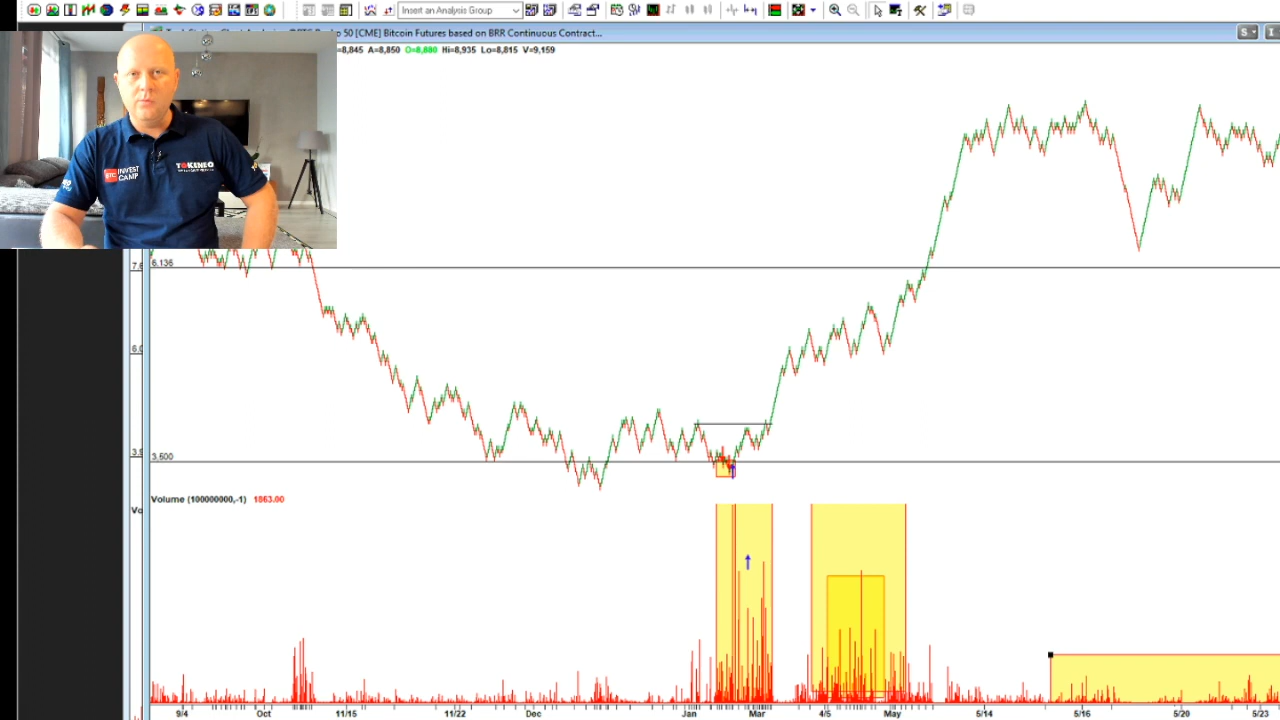 Insert an Analysis Group
50 [CME] Bitcoin Futures based on BRR Continuous Contract...
S
I
=8,845 A=8,850 O=8,880 Hi=8,935 Lo=8,815 V=9,159
BTC INVEST CAMP
TOKENEO
6,136
3,500
Volume (100000000,-1) 1863.00
Vo
9/4 Oct 11/15 11/22 Dec Jan Mar 4/5 May 5/14 5/16 5/20 5/23